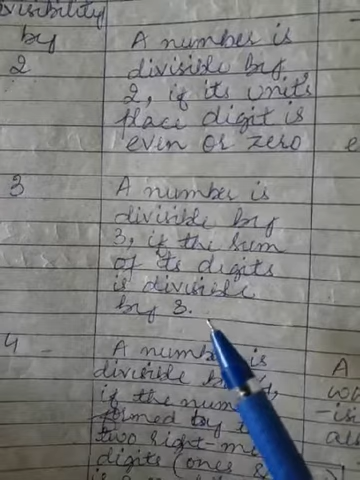 divisibility
by
A number is
2
divisible by
2, if its units
place digit is
even or zero
e
3
A number is
divisible by
3, if the sum
of its digits
is divisible
by 3.
4
A number is
A
divisible
if the
formed by
two right-
digits (ones